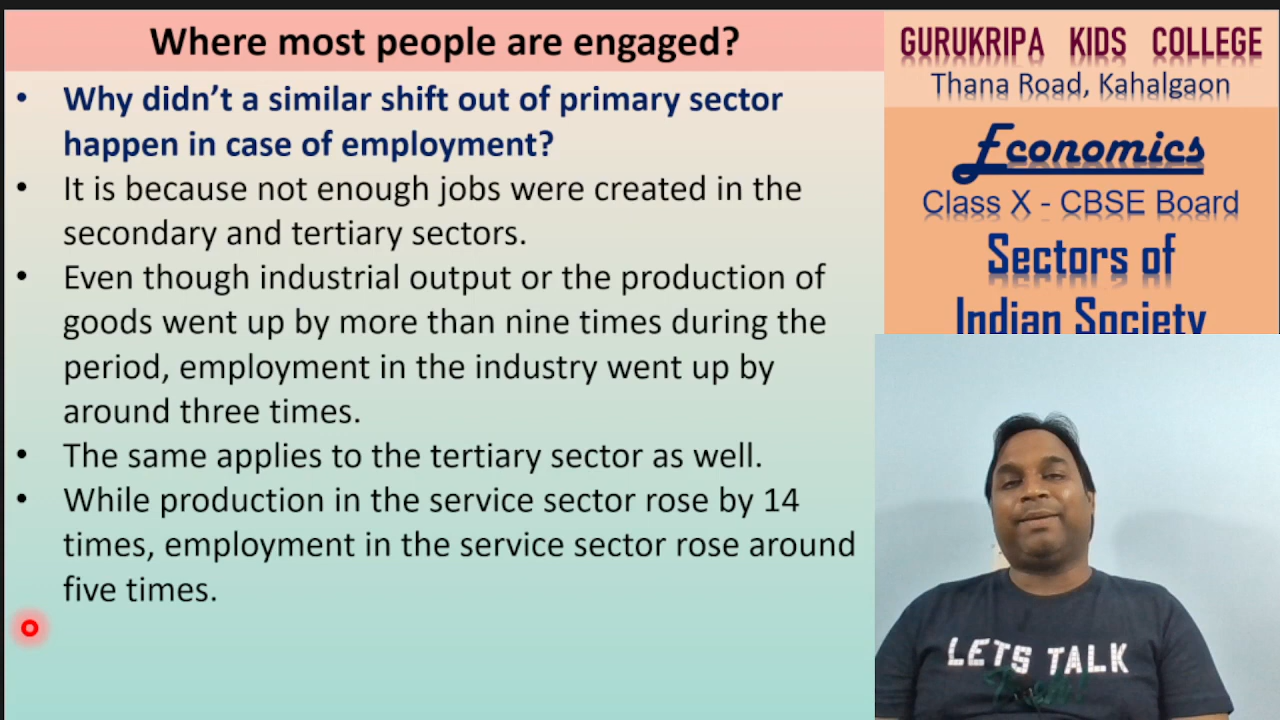 Where most people are engaged?
• Why didn’t a similar shift out of primary sector
happen in case of employment?
• It is because not enough jobs were created in the
secondary and tertiary sectors.
• Even though industrial output or the production of
goods went up by more than nine times during the
period, employment in the industry went up by
around three times.
• The same applies to the tertiary sector as well.
• While production in the service sector rose by 14
times, employment in the service sector rose around
five times.
GURUKRIPA KIDS COLLEGE
Thana Road, Kahalgaon
Economics
Class X - CBSE Board
Sectors of
Indian Society
LETS TALK